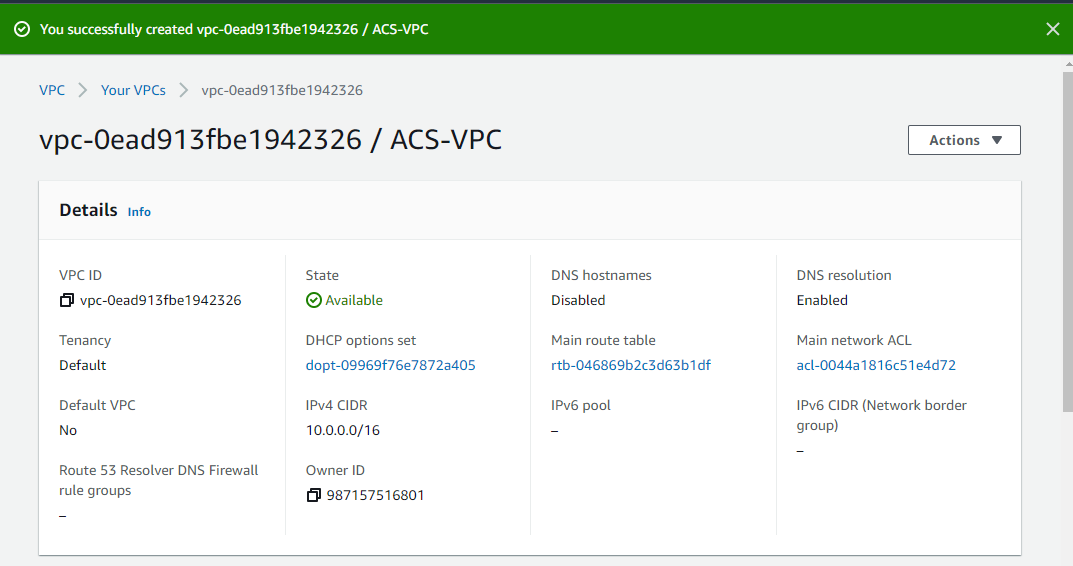 You successfully created vpc-0ead913fbe1942326 / ACS-VPC
VPC > Your VPCs > vpc-0ead913fbe1942326
vpc-0ead913fbe1942326 / ACS-VPC
Actions
Details Info
VPC ID
vpc-0ead913fbe1942326
State
Available
DNS hostnames
Disabled
DNS resolution
Enabled
Tenancy
Default
DHCP options set
dopt-09969f76e7872a405
Main route table
rtb-046869b2c3d63b1df
Main network ACL
acl-0044a1816c51e4d72
Default VPC
No
IPv4 CIDR
10.0.0.0/16
IPv6 pool
–
IPv6 CIDR (Network border
group)
–
Route 53 Resolver DNS Firewall
rule groups
–
Owner ID
987157516801